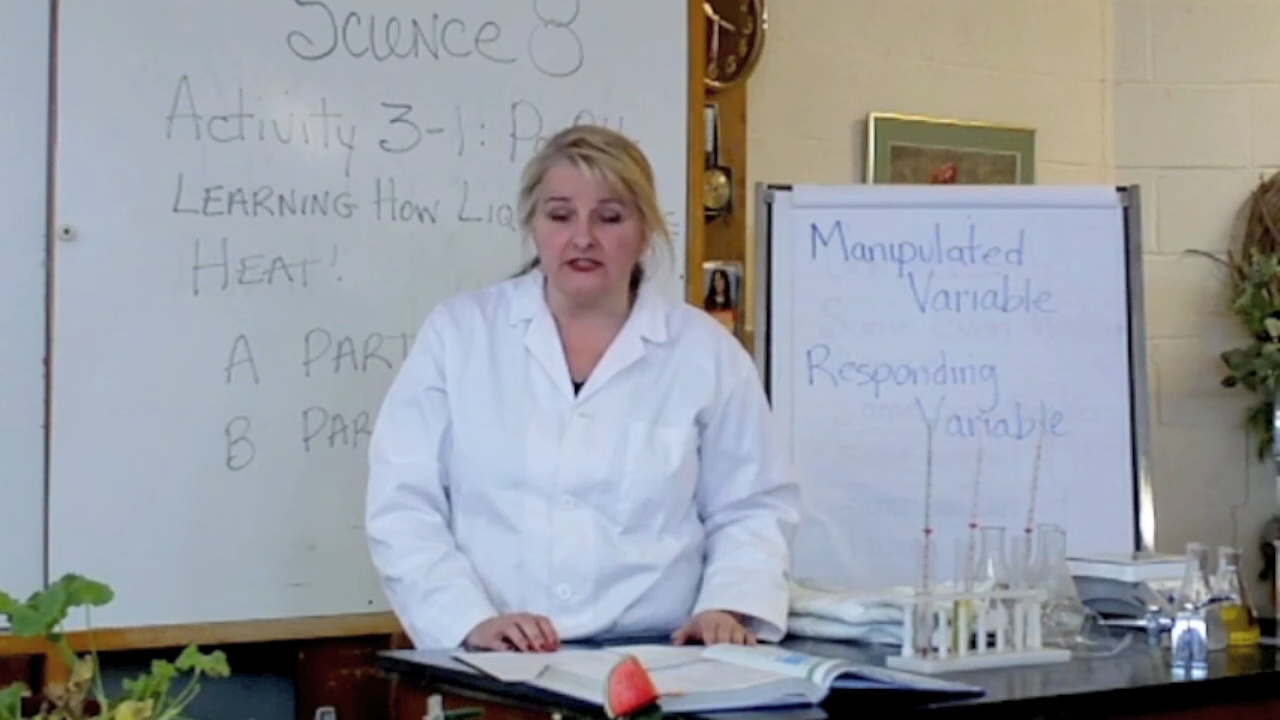 Science 8
Activity 3-1:
LEARNING HOW
HEAT!
A PART
B PAR
Manipulated
Variable
Responding
Variable